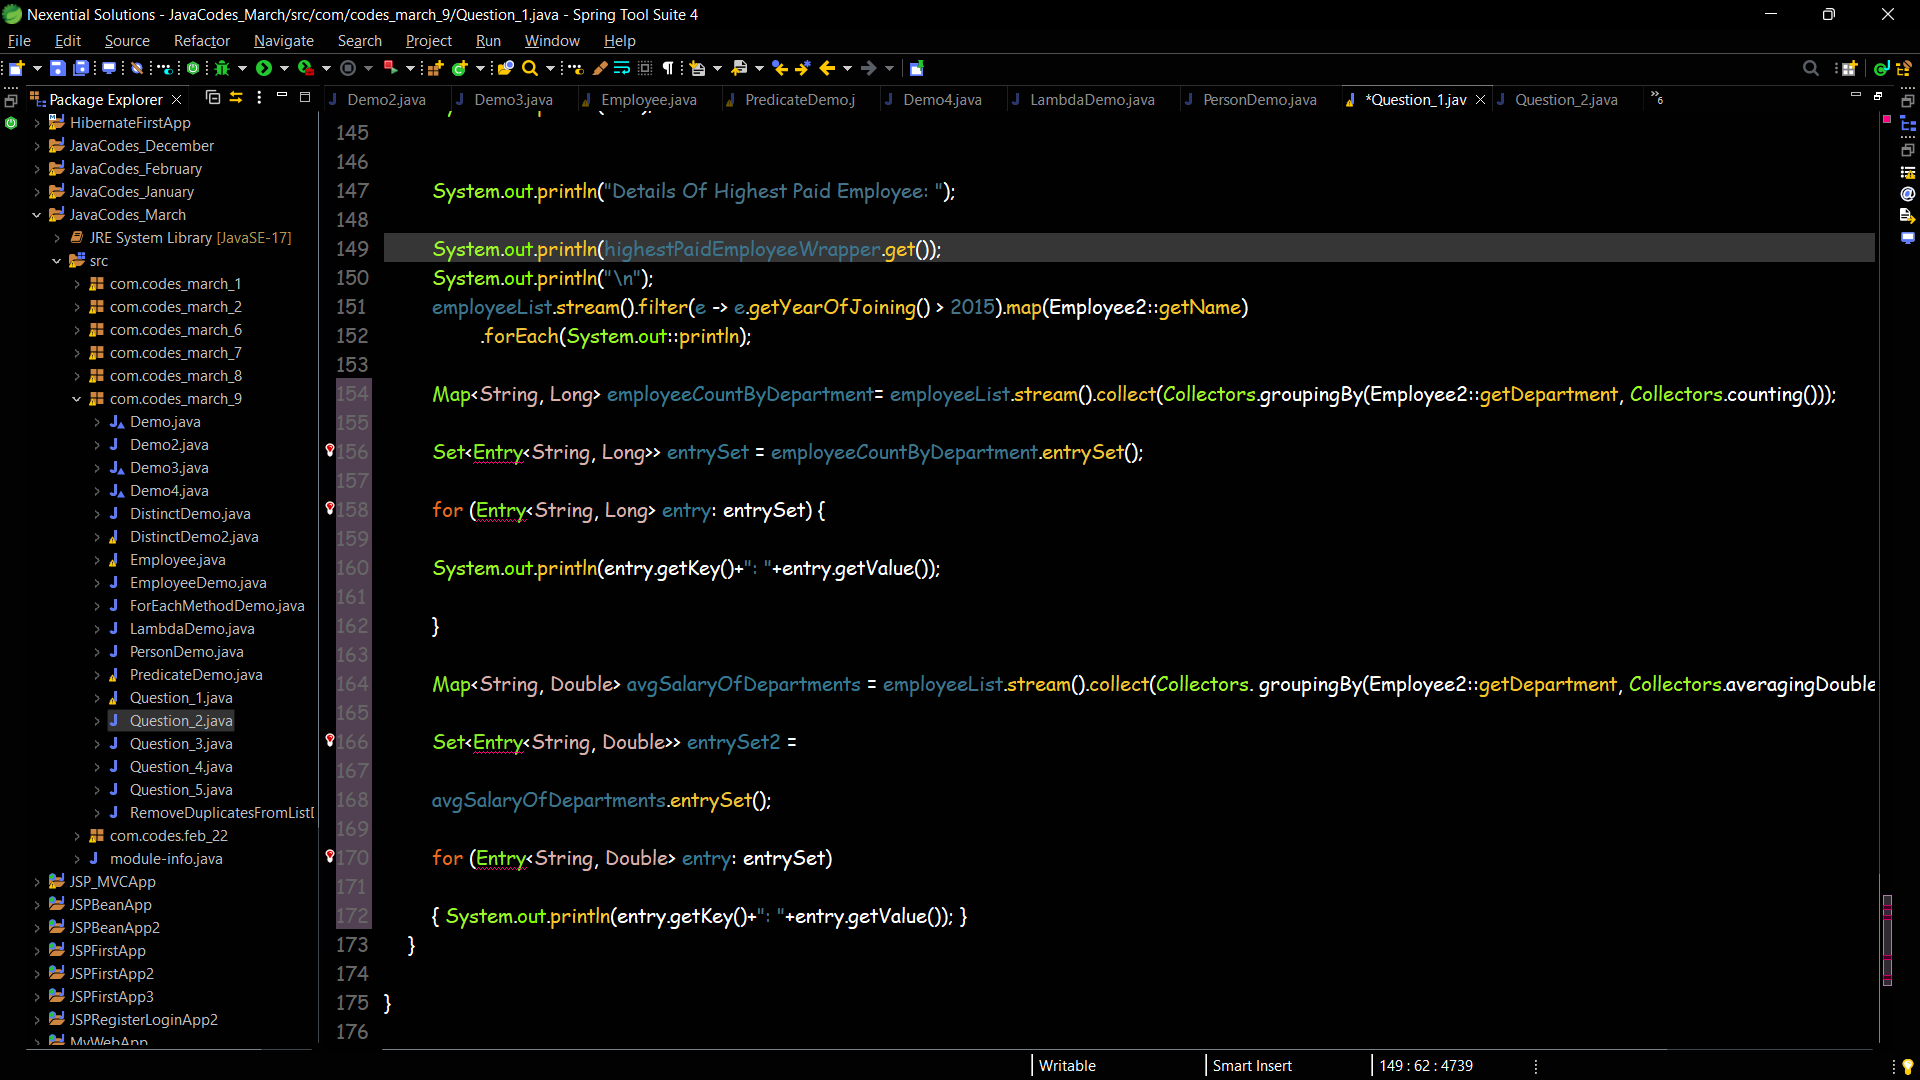 Nexential Solutions - JavaCodes_March/src/com/codes_march_9/Question_1.java - Spring Tool Suite 4
File Edit Source Refactor Navigate Search Project Run Window Help
Package Explorer
Demo2.java Demo3.java Employee.java PredicateDemo.j Demo4.java LambdaDemo.java PersonDemo.java *Question_1.jav Question_2.java »6
HibernateFirstApp
JavaCodes_December
JavaCodes_February
JavaCodes_January
JavaCodes_March
JRE System Library [JavaSE-17]
src
com.codes_march_1
com.codes_march_2
com.codes_march_6
com.codes_march_7
com.codes_march_8
com.codes_march_9
Demo.java
Demo2.java
Demo3.java
Demo4.java
DistinctDemo.java
DistinctDemo2.java
Employee.java
EmployeeDemo.java
ForEachMethodDemo.java
LambdaDemo.java
PersonDemo.java
PredicateDemo.java
Question_1.java
Question_2.java
Question_3.java
Question_4.java
Question_5.java
RemoveDuplicatesFromListI
com.codes.feb_22
module-info.java
JSP_MVCApp
JSPBeanApp
JSPBeanApp2
JSPFirstApp
JSPFirstApp2
JSPFirstApp3
JSPRegisterLoginApp2
MyWebApp
145
146
147 System.out.println("Details Of Highest Paid Employee: ");
148
149 System.out.println(highestPaidEmployeeWrapper.get());
150 System.out.println("\n");
151 employeeList.stream().filter(e -> e.getYearOfJoining() > 2015).map(Employee2::getName)
152 .forEach(System.out::println);
153
154 Map<String, Long> employeeCountByDepartment= employeeList.stream().collect(Collectors.groupingBy(Employee2::getDepartment, Collectors.counting()));
155
156 Set<Entry<String, Long>> entrySet = employeeCountByDepartment.entrySet();
157
158 for (Entry<String, Long> entry: entrySet) {
159
160 System.out.println(entry.getKey()+": "+entry.getValue());
161
162 }
163
164 Map<String, Double> avgSalaryOfDepartments = employeeList.stream().collect(Collectors. groupingBy(Employee2::getDepartment, Collectors.averagingDouble
165
166 Set<Entry<String, Double>> entrySet2 =
167
168 avgSalaryOfDepartments.entrySet();
169
170 for (Entry<String, Double> entry: entrySet)
171
172 { System.out.println(entry.getKey()+": "+entry.getValue()); }
173 }
174
175 }
176
Writable Smart Insert 149 : 62 : 4739